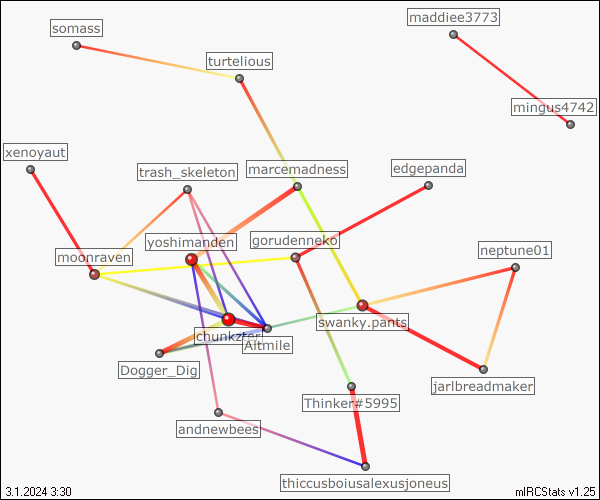 maddiee3773
somass
turtelious
mingus4742
xenoyaut
trash_skeleton
marcemadness
edgepanda
yoshimanden
gorudenneko
neptune01
moonraven
swanky.pants
Altmile
Dogger_Dig
jarlbreadmaker
Thinker#5995
andnewbees
thiccusboiusalexusjoneus
3.1.2024 3:30
mIRCStats v1.25